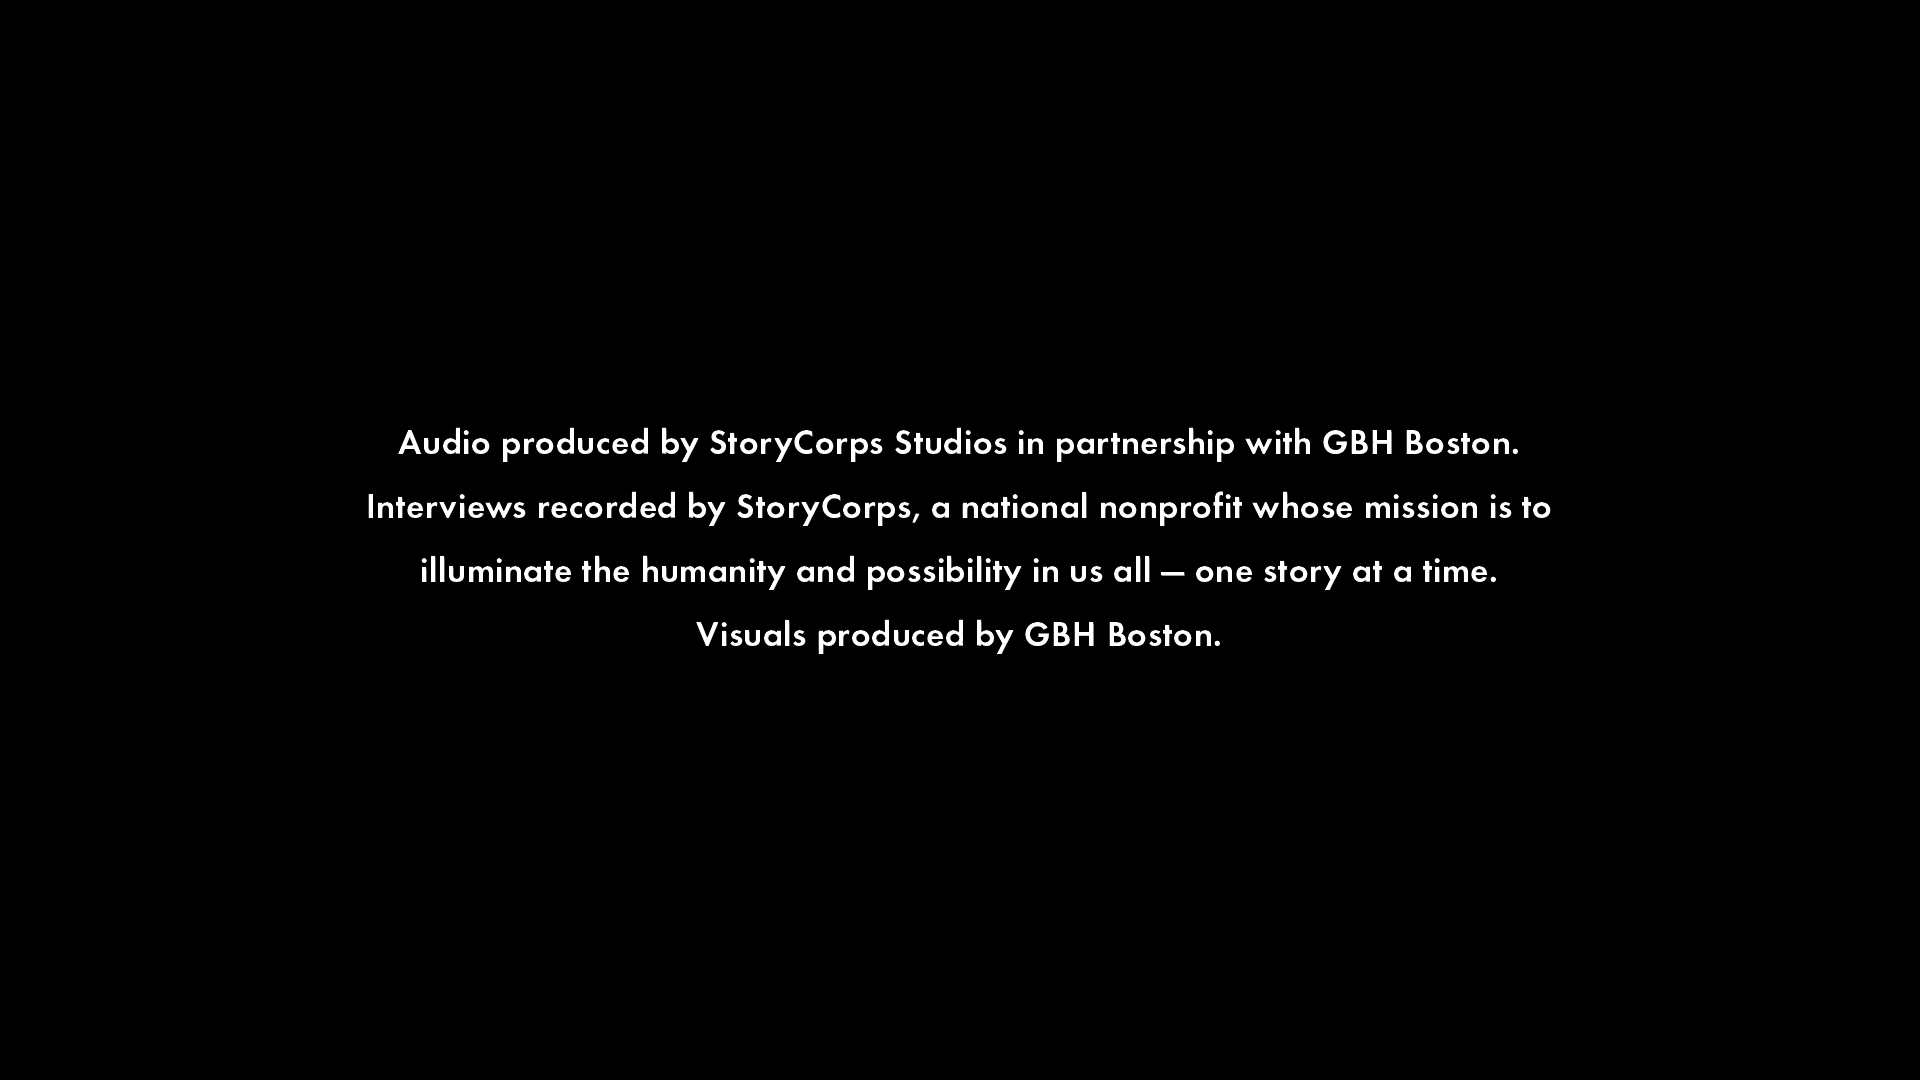 Audio produced by StoryCorps Studios in partnership with GBH Boston.
Interviews recorded by StoryCorps, a national nonprofit whose mission is to
illuminate the humanity and possibility in us all — one story at a time.
Visuals produced by GBH Boston.